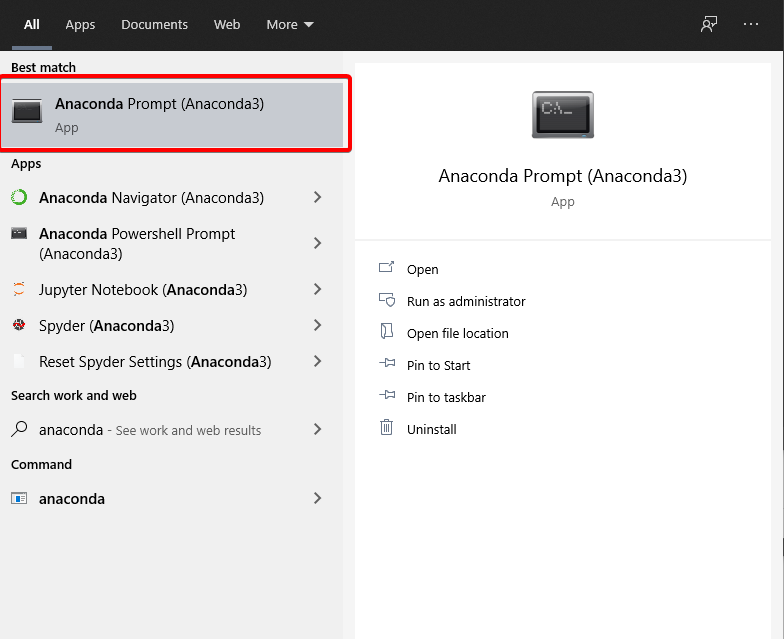 All Apps Documents Web More
Best match
Anaconda Prompt (Anaconda3)
App
Apps
Anaconda Navigator (Anaconda3)
Anaconda Powershell Prompt
(Anaconda3)
Jupyter Notebook (Anaconda3)
Spyder (Anaconda3)
Reset Spyder Settings (Anaconda3)
Search work and web
anaconda - See work and web results
Command
anaconda
C:\_
Anaconda Prompt (Anaconda3)
App
Open
Run as administrator
Open file location
Pin to Start
Pin to taskbar
Uninstall